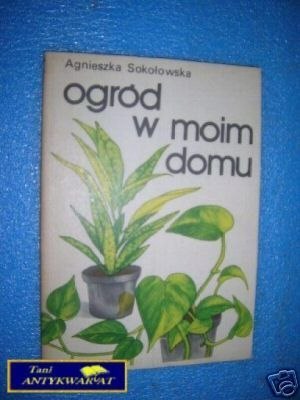 Agnieszka Sokołowska
ogród
w moim
domu
Tani
ANTYKWARIAT